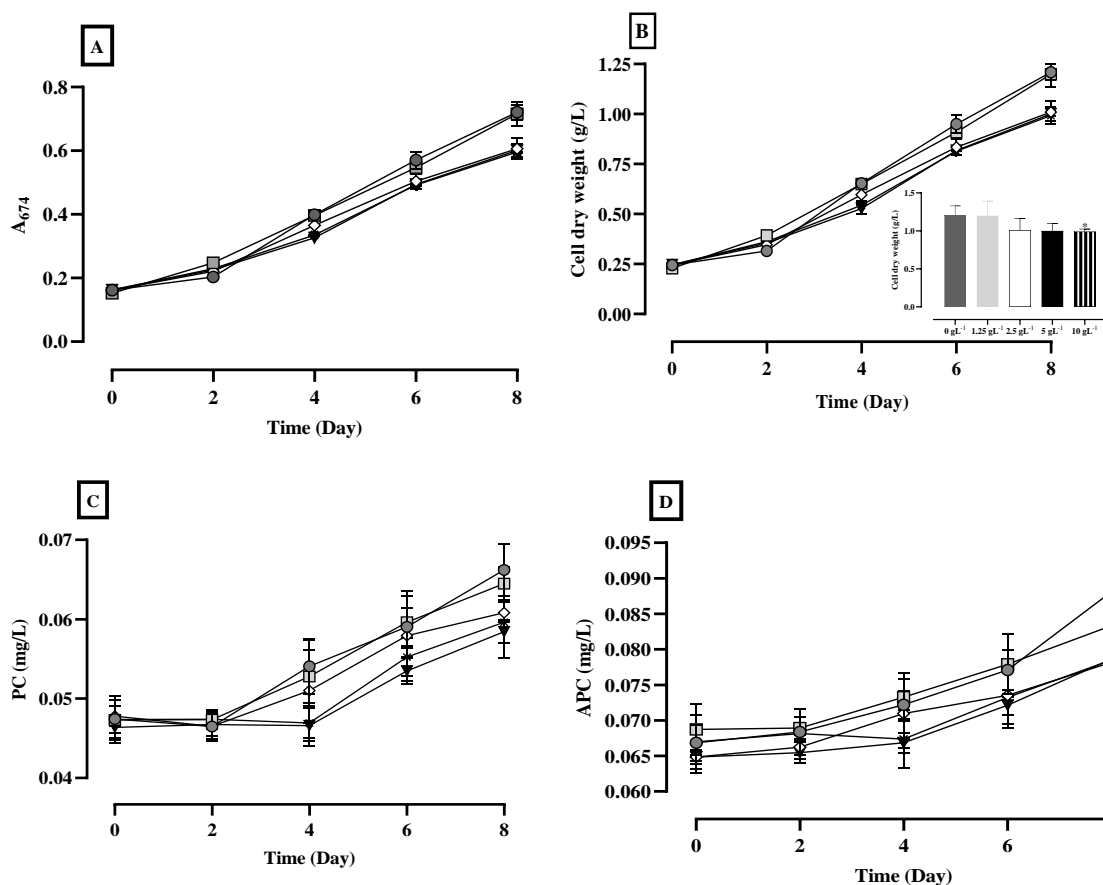 A
0.8
0.6
0.4
0.2
0.0
A674
0 2 4 6 8
Time (Day)
B
1.25
1.00
0.75
0.50
0.25
0.00
Cell dry weight (g/L)
0 2 4 6 8
Time (Day)
1.5
1.0
0.5
0.0
Cell dry weight (g/L)
*
0 gL-1 1.25 gL-1 2.5 gL-1 5 gL-1 10 gL-1
C
0.07
0.06
0.05
0.04
PC (mg/L)
0 2 4 6 8
Time (Day)
D
0.095
0.090
0.085
0.080
0.075
0.070
0.065
0.060
APC (mg/L)
0 2 4 6
Time (Day)